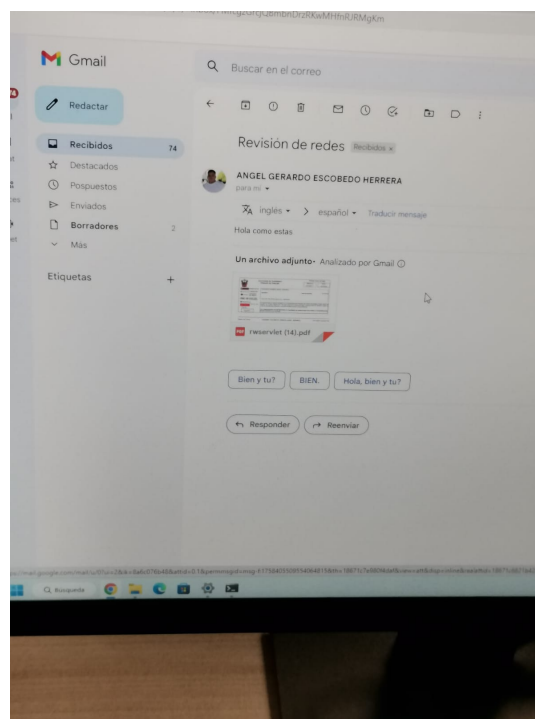 Gmail
Buscar en el correo
Redactar
Recibidos 74
Destacados
Pospuestos
Enviados
Borradores 2
Más
Etiquetas +
Revisión de redes Recibidos x
ANGEL GERARDO ESCOBEDO HERRERA
para mí
inglés > español Traducir mensaje
Hola como estas
Un archivo adjunto• Analizado por Gmail
PDF rwservlet (14).pdf
Bien y tu? BIEN. Hola, bien y tu?
Responder Reenviar
Búsqueda